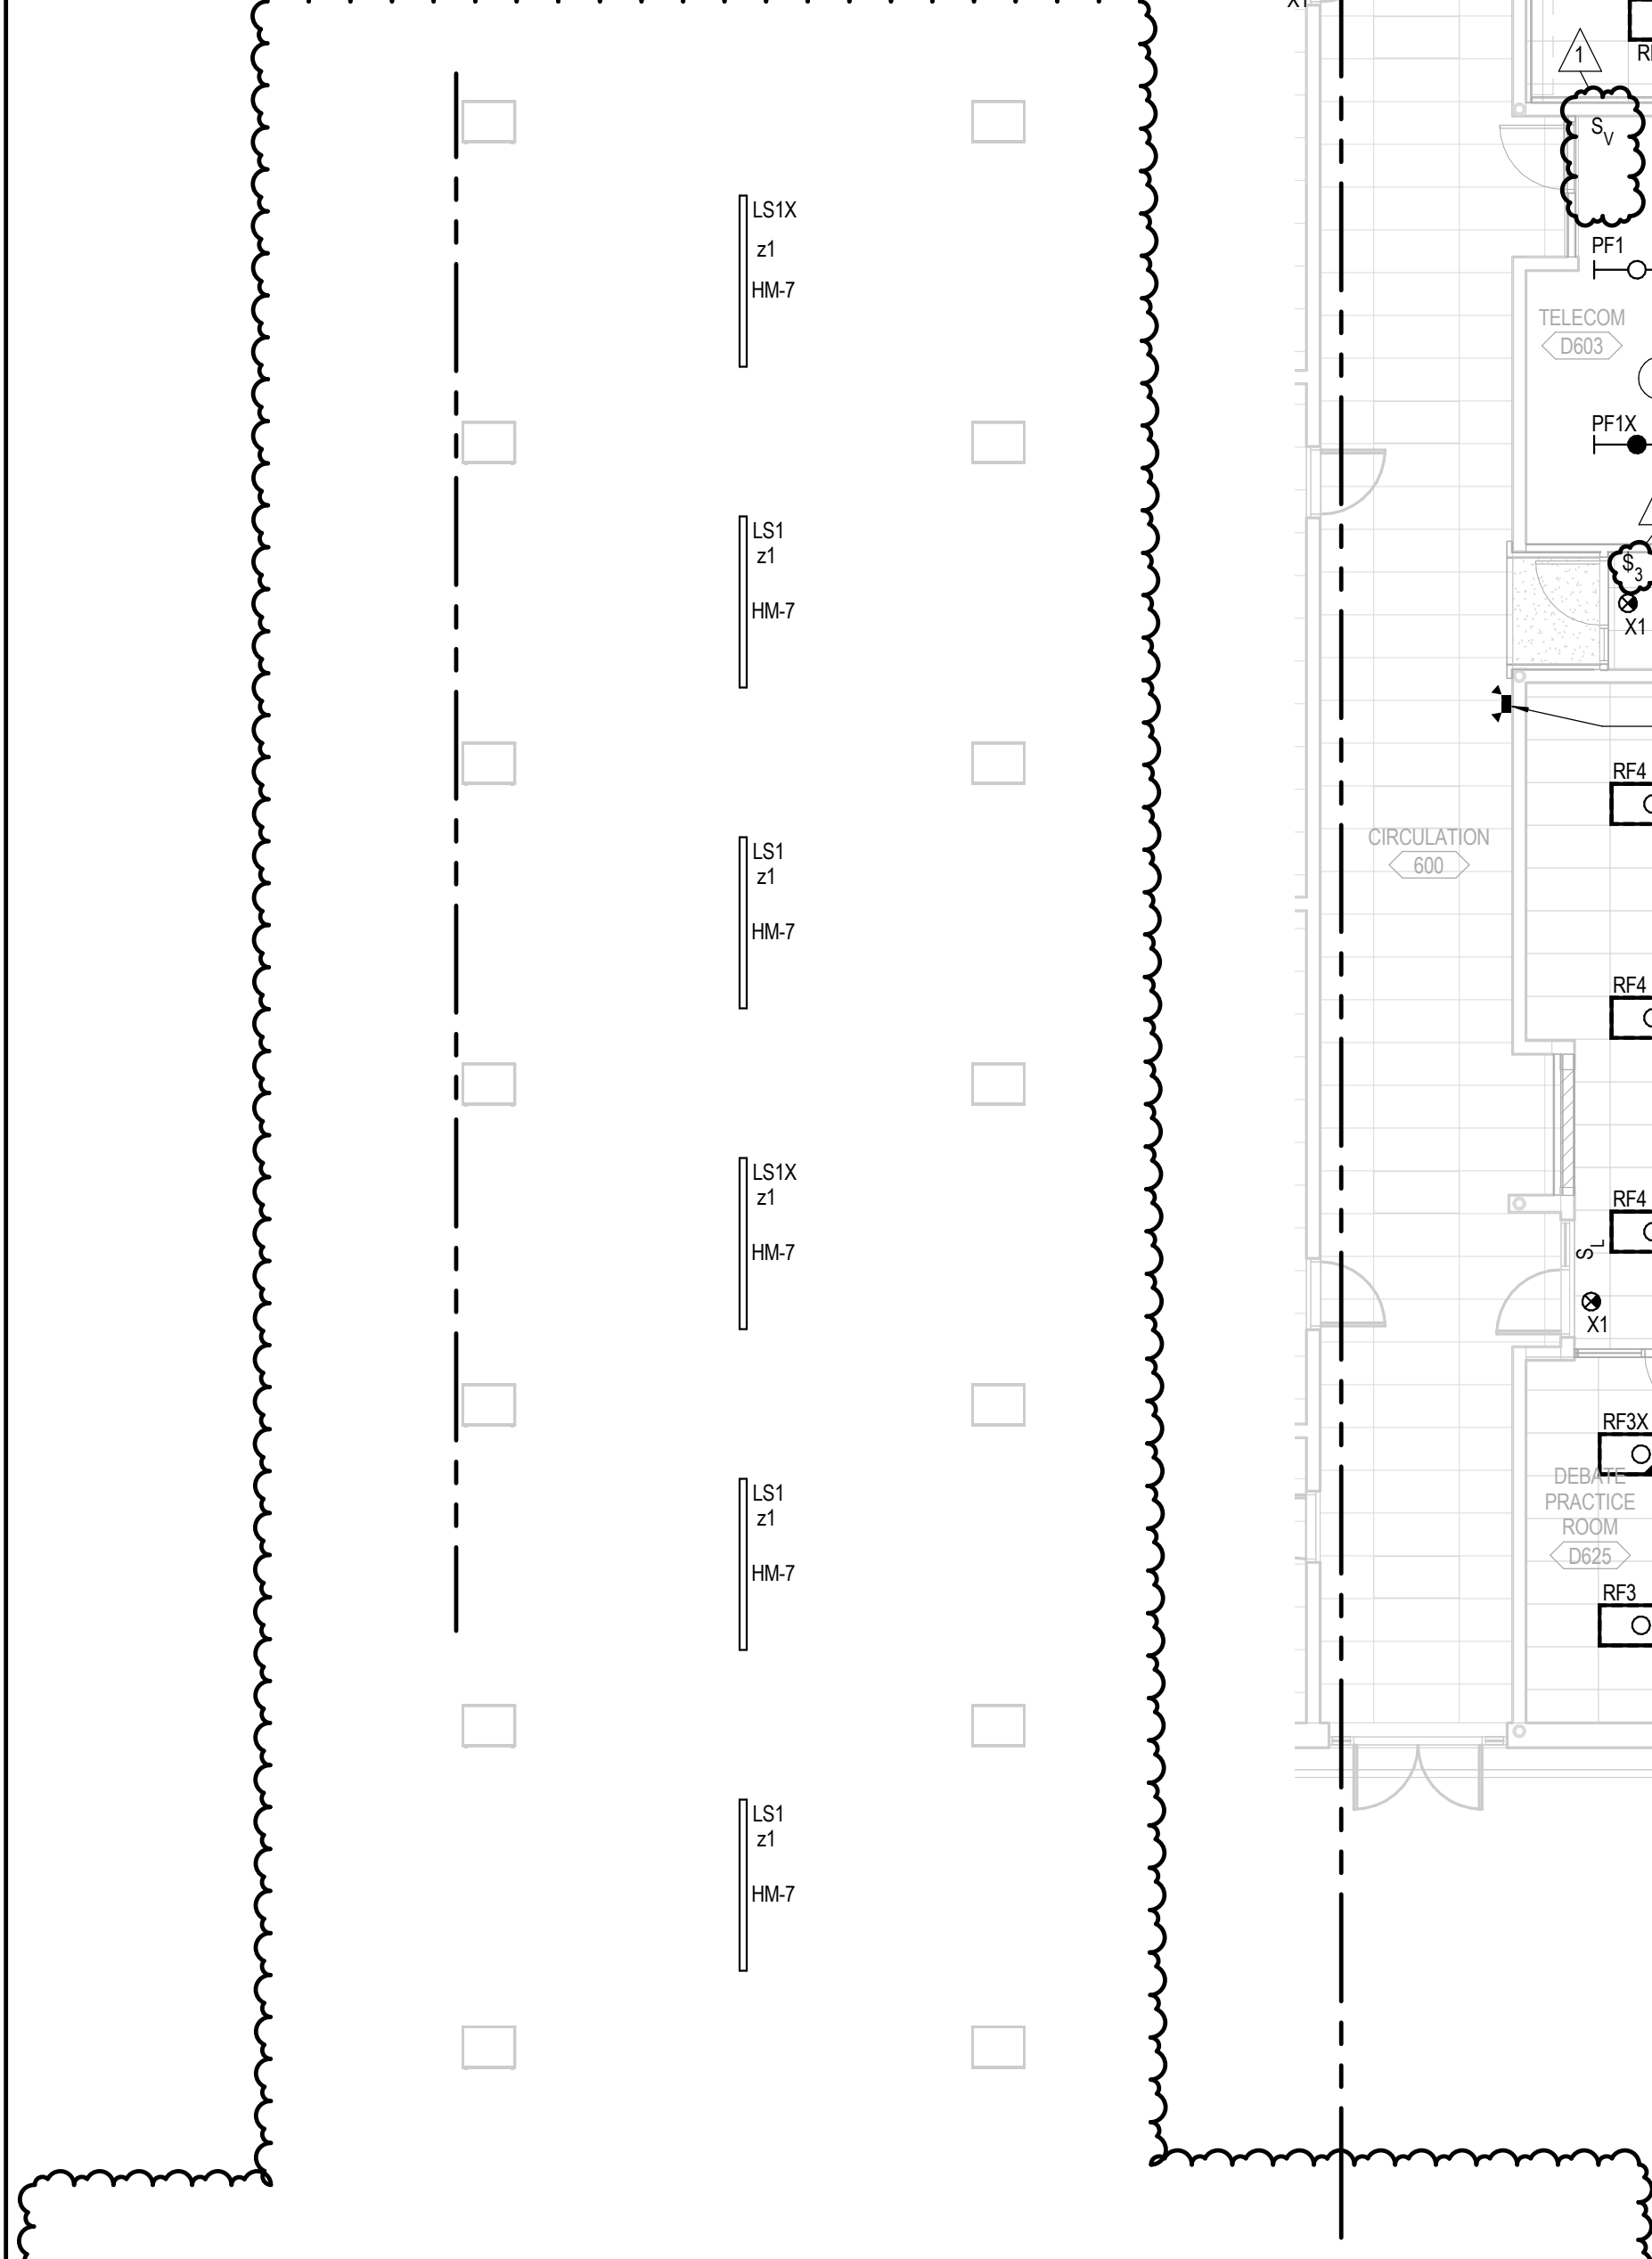 LS1X
z1
HM-7
LS1
z1
HM-7
LS1
z1
HM-7
LS1X
z1
HM-7
LS1
z1
HM-7
LS1
z1
HM-7
X1
1
SV
PF1
TELECOM
D603
PF1X
$3
X1
RF4
CIRCULATION
600
RF4
RF4
SL
X1
RF3X
DEBATE
PRACTICE
ROOM
D625
RF3